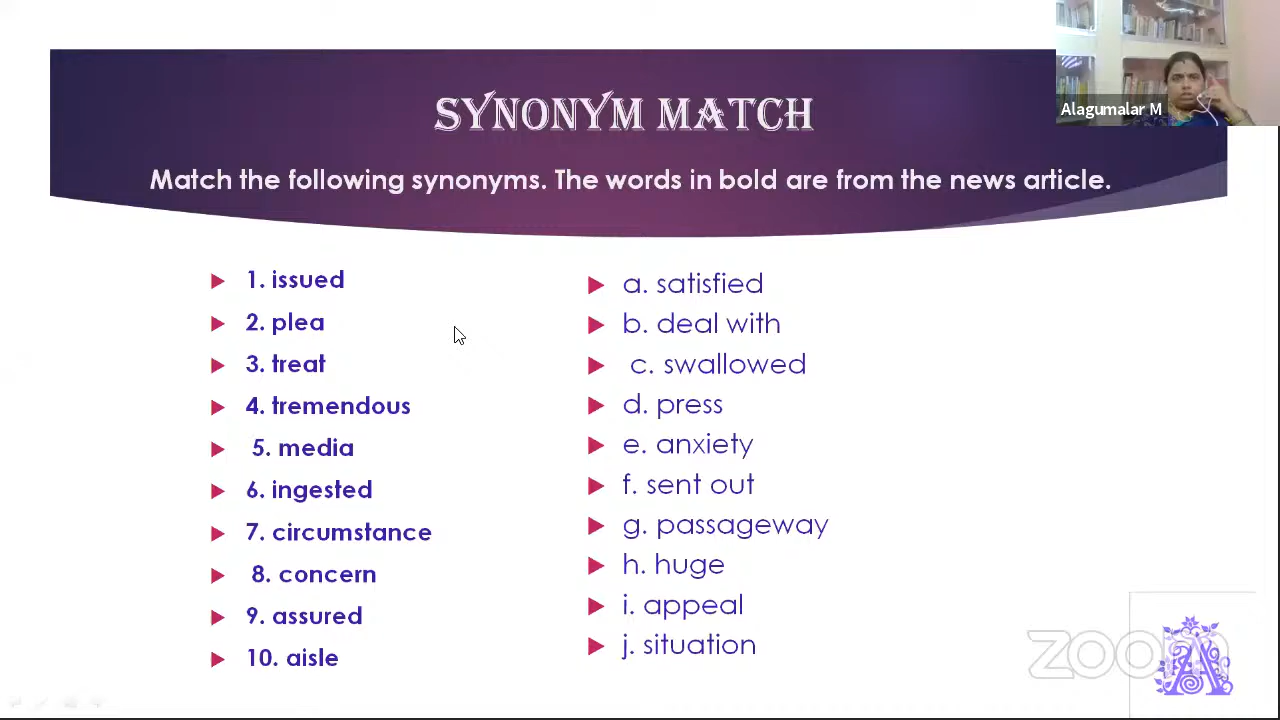 SYNONYM MATCH
Alagumalar M
Match the following synonyms. The words in bold are from the news article.
1. issued
2. plea
3. treat
4. tremendous
5. media
6. ingested
7. circumstance
8. concern
9. assured
10. aisle
a. satisfied
b. deal with
c. swallowed
d. press
e. anxiety
f. sent out
g. passageway
h. huge
i. appeal
j. situation
zoom
A